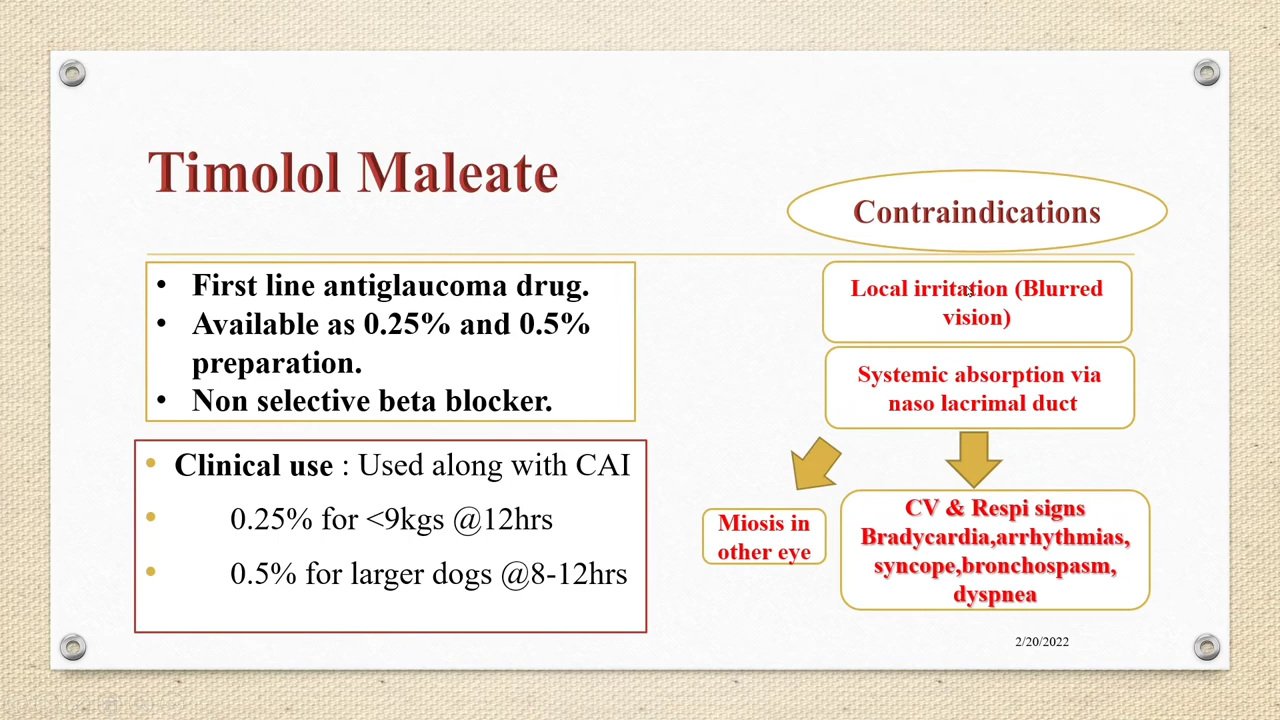 Timolol Maleate
• First line antiglaucoma drug.
• Available as 0.25% and 0.5%
preparation.
• Non selective beta blocker.
• Clinical use : Used along with CAI
• 0.25% for <9kgs @12hrs
• 0.5% for larger dogs @8-12hrs
Contraindications
Local irritation (Blurred
vision)
Systemic absorption via
naso lacrimal duct
Miosis in
other eye
CV & Respi signs
Bradycardia,arrhythmias,
syncope,bronchospasm,
dyspnea
2/20/2022